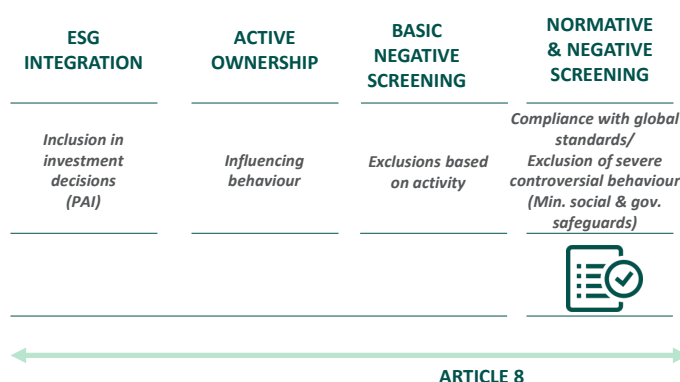 ESG
INTEGRATION
ACTIVE
OWNERSHIP
BASIC
NEGATIVE
SCREENING
NORMATIVE
& NEGATIVE
SCREENING
Inclusion in
investment
decisions
(PAI)
Influencing
behaviour
Exclusions based
on activity
Compliance with global
standards/
Exclusion of severe
controversial behaviour
(Min. social & gov.
safeguards)
ARTICLE 8